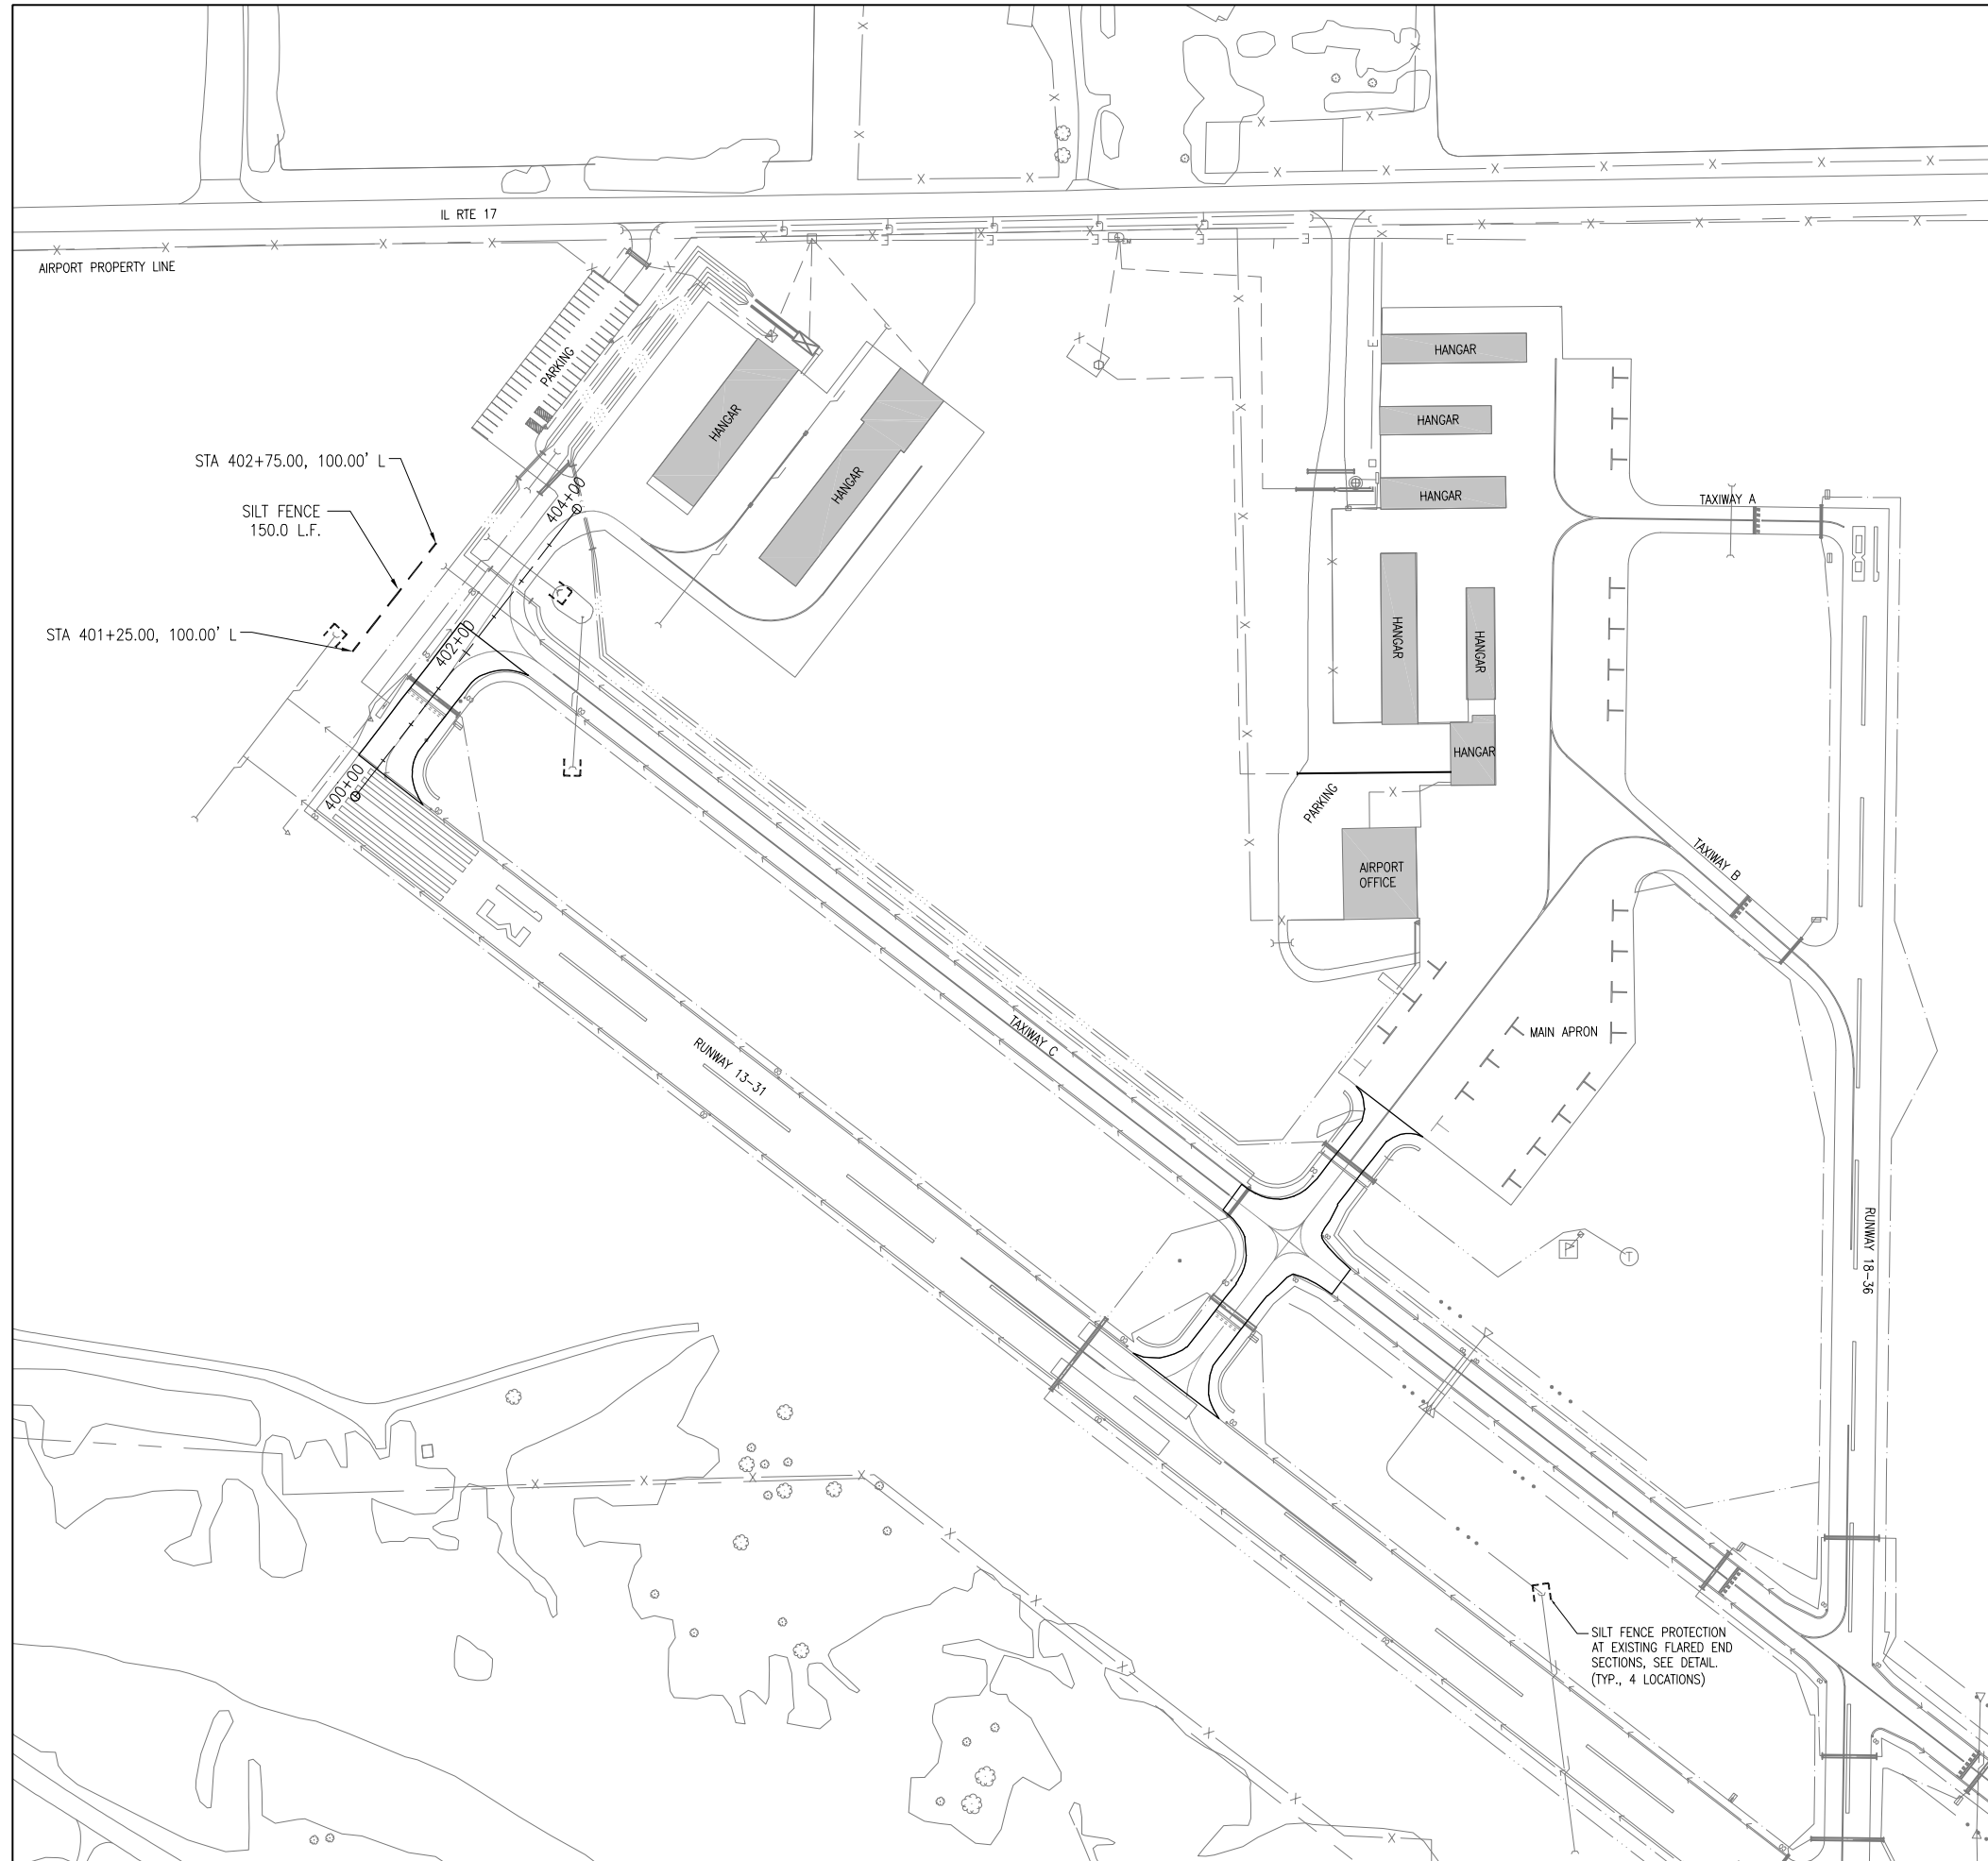 IL RTE 17
AIRPORT PROPERTY LINE
PARKING
HANGAR
HANGAR
HANGAR
HANGAR
HANGAR
STA 402+75.00, 100.00' L
SILT FENCE
150.0 L.F.
STA 401+25.00, 100.00' L
404+00
402+00
400+00
TAXIWAY A
HANGAR
HANGAR
HANGAR
PARKING
AIRPORT
OFFICE
TAXIWAY B
13
MAIN APRON
TAXIWAY C
RUNWAY 13-31
RUNWAY 18-36
P
T
18
SILT FENCE PROTECTION
AT EXISTING FLARED END
SECTIONS, SEE DETAIL.
(TYP., 4 LOCATIONS)